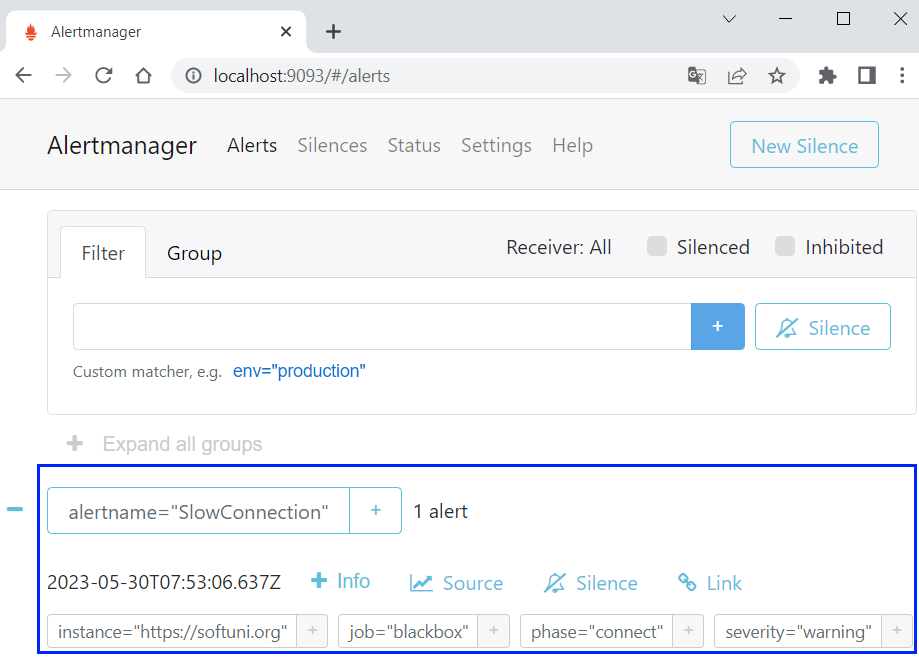 Alertmanager
localhost:9093/#/alerts
Alertmanager Alerts Silences Status Settings Help New Silence
Filter Group Receiver: All Silenced Inhibited
+ Silence
Custom matcher, e.g. env="production"
+ Expand all groups
alertname="SlowConnection" + 1 alert
2023-05-30T07:53:06.637Z + Info Source Silence Link
instance="https://softuni.org" + job="blackbox" + phase="connect" + severity="warning" +